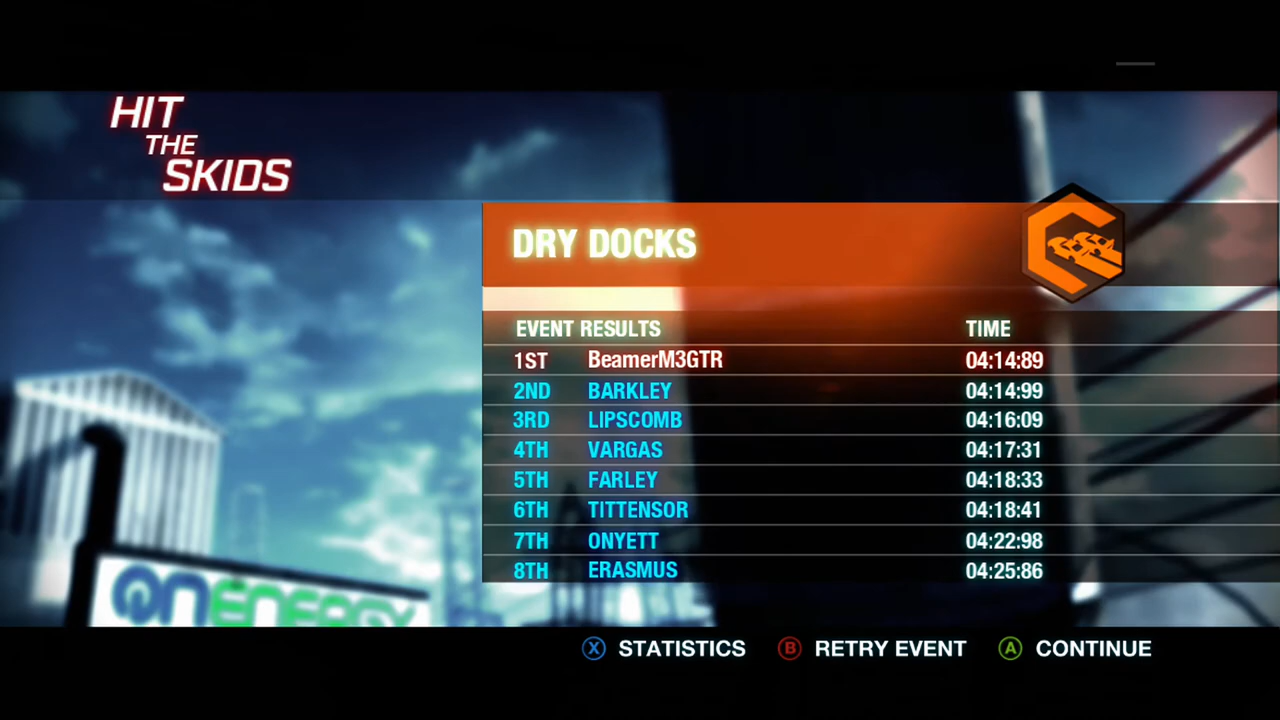 HIT
THE
SKIDS
DRY DOCKS
EVENT RESULTS TIME
1ST BeamerM3GTR 04:14:89
2ND BARKLEY 04:14:99
3RD LIPSCOMB 04:16:09
4TH VARGAS 04:17:31
5TH FARLEY 04:18:33
6TH TITTENSOR 04:18:41
7TH ONYETT 04:22:98
8TH ERASMUS 04:25:86
ONENERGY
X STATISTICS B RETRY EVENT A CONTINUE